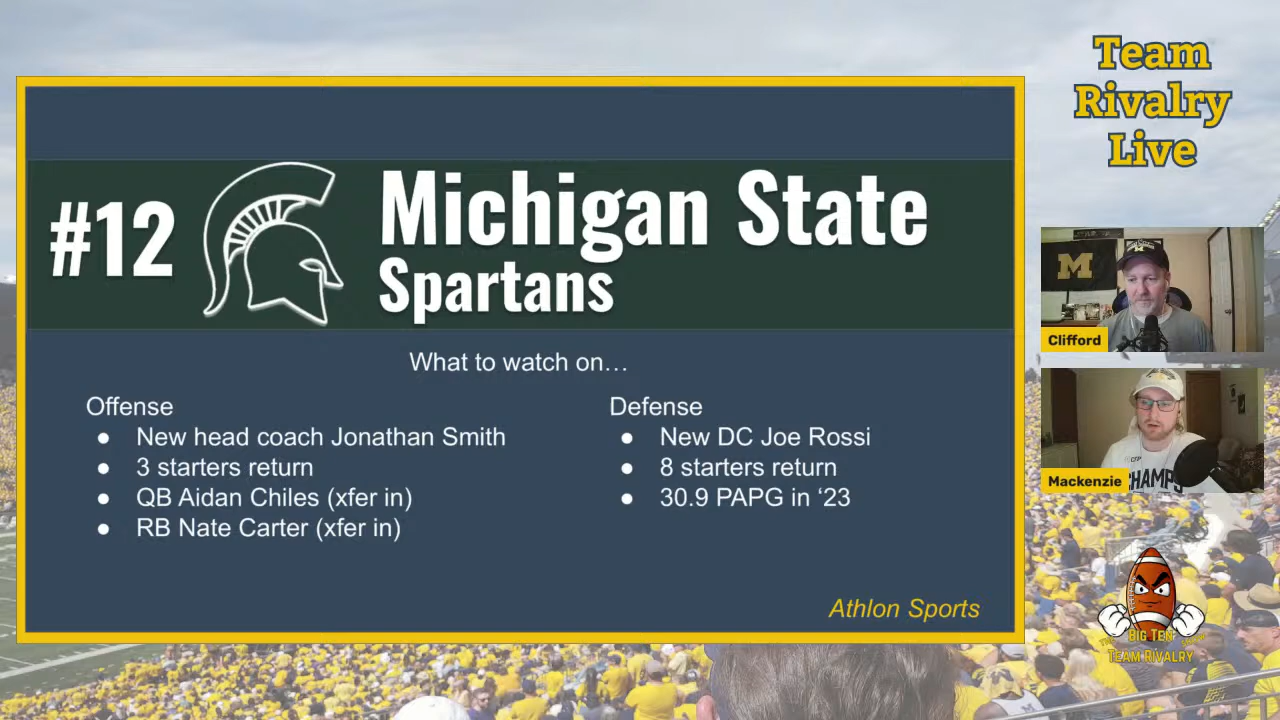 Team
Rivalry
Live
#12
Michigan State
Spartans
What to watch on…
Offense
● New head coach Jonathan Smith
● 3 starters return
● QB Aidan Chiles (xfer in)
● RB Nate Carter (xfer in)
Defense
● New DC Joe Rossi
● 8 starters return
● 30.9 PAPG in ‘23
Athlon Sports
M
Clifford
CHAMPS
Mackenzie
BIG TEN
TEAM RIVALRY